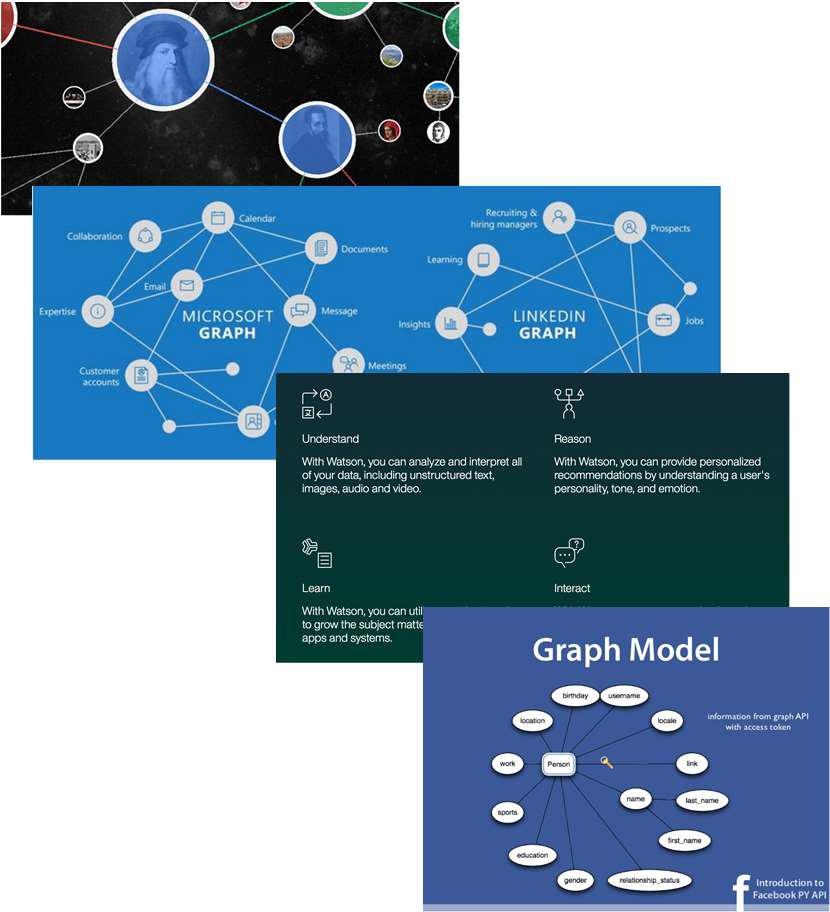 Calendar
Collaboration
Documents
Email
Expertise
MICROSOFT
GRAPH
Message
Meetings
Customer
accounts
Recruiting &
hiring managers
Prospects
Learning
Insights
LINKEDIN
GRAPH
Jobs
Understand
With Watson, you can analyze and interpret all
of your data, including unstructured text,
images, audio and video.
Reason
With Watson, you can provide personalized
recommendations by understanding a user's
personality, tone, and emotion.
Learn
With Watson, you can
to grow the subject
apps and systems.
Interact
Graph Model
birthday
username
location
locale
information from graph API
with access token
work
Person
link
name
last_name
sports
first_name
education
gender
relationship_status
f
Introduction to
Facebook PY API